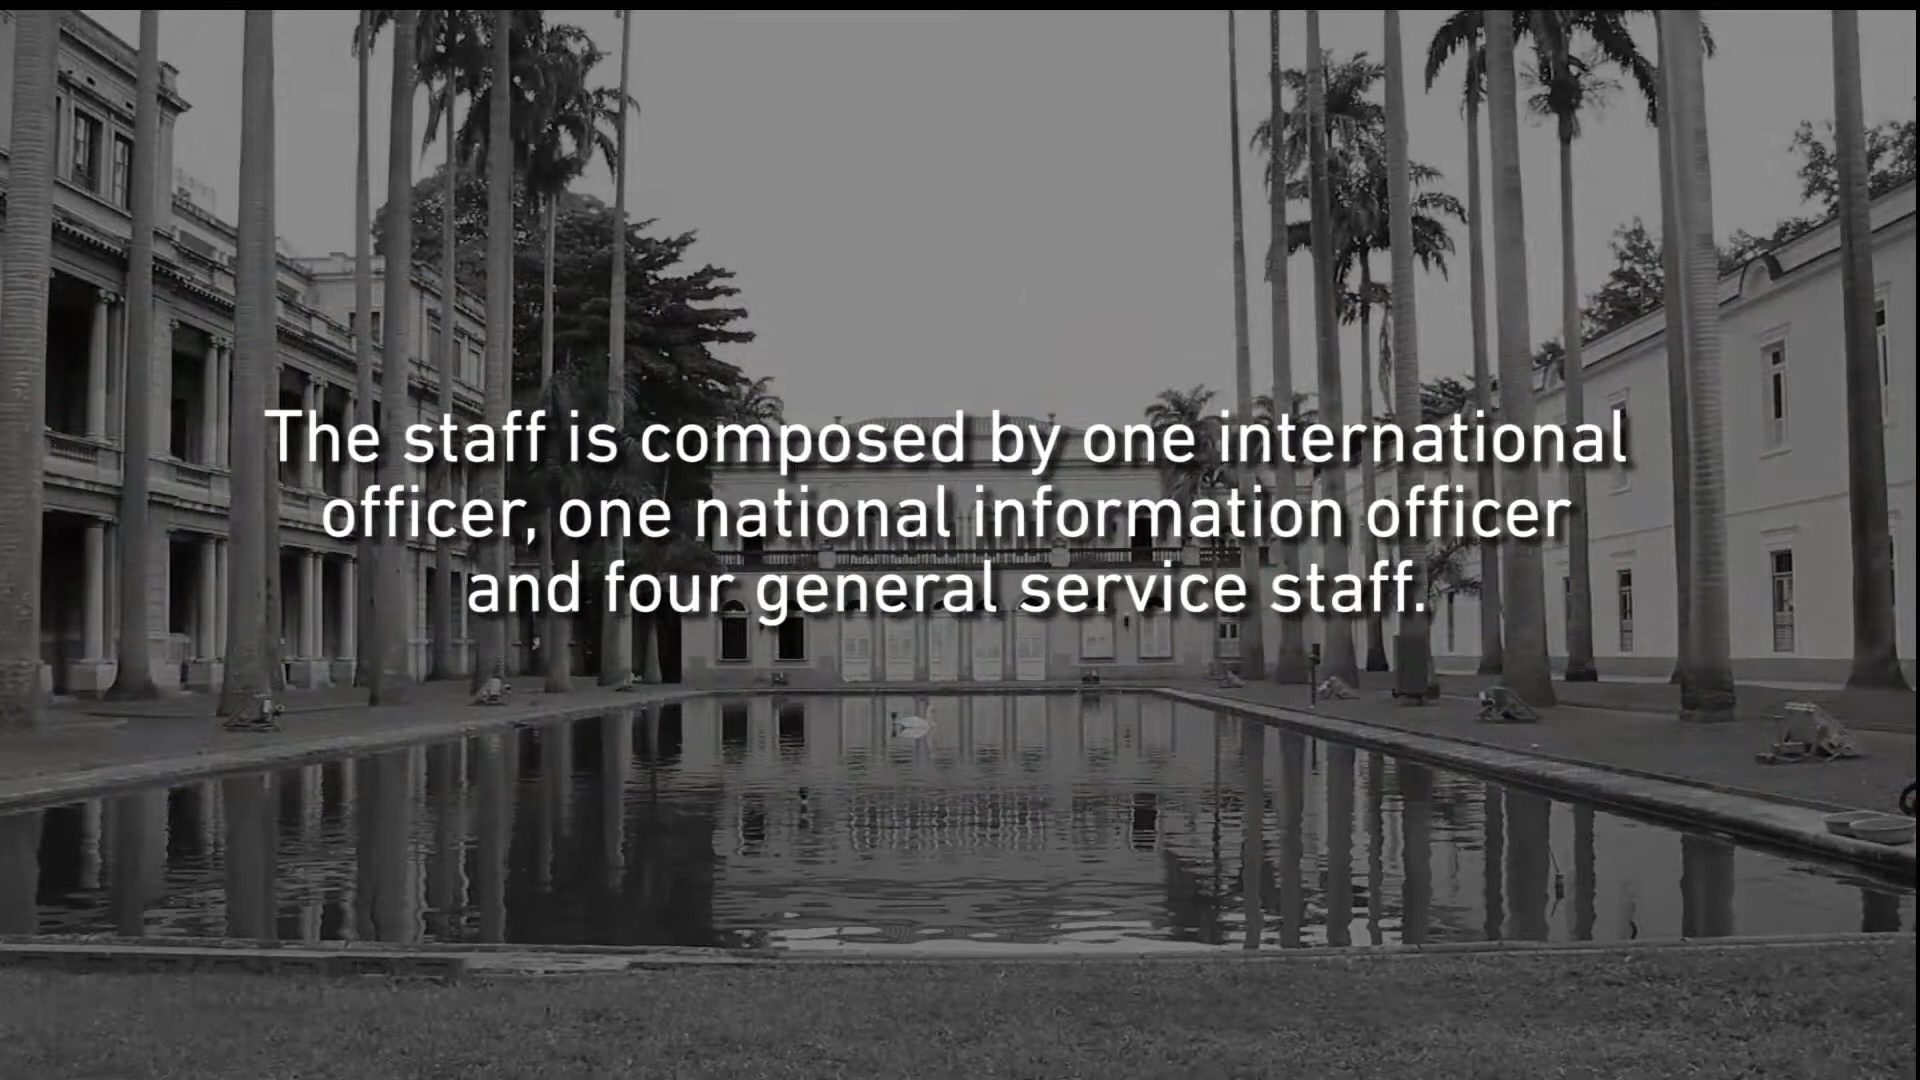 The staff is composed by one international
officer, one national information officer
and four general service staff.